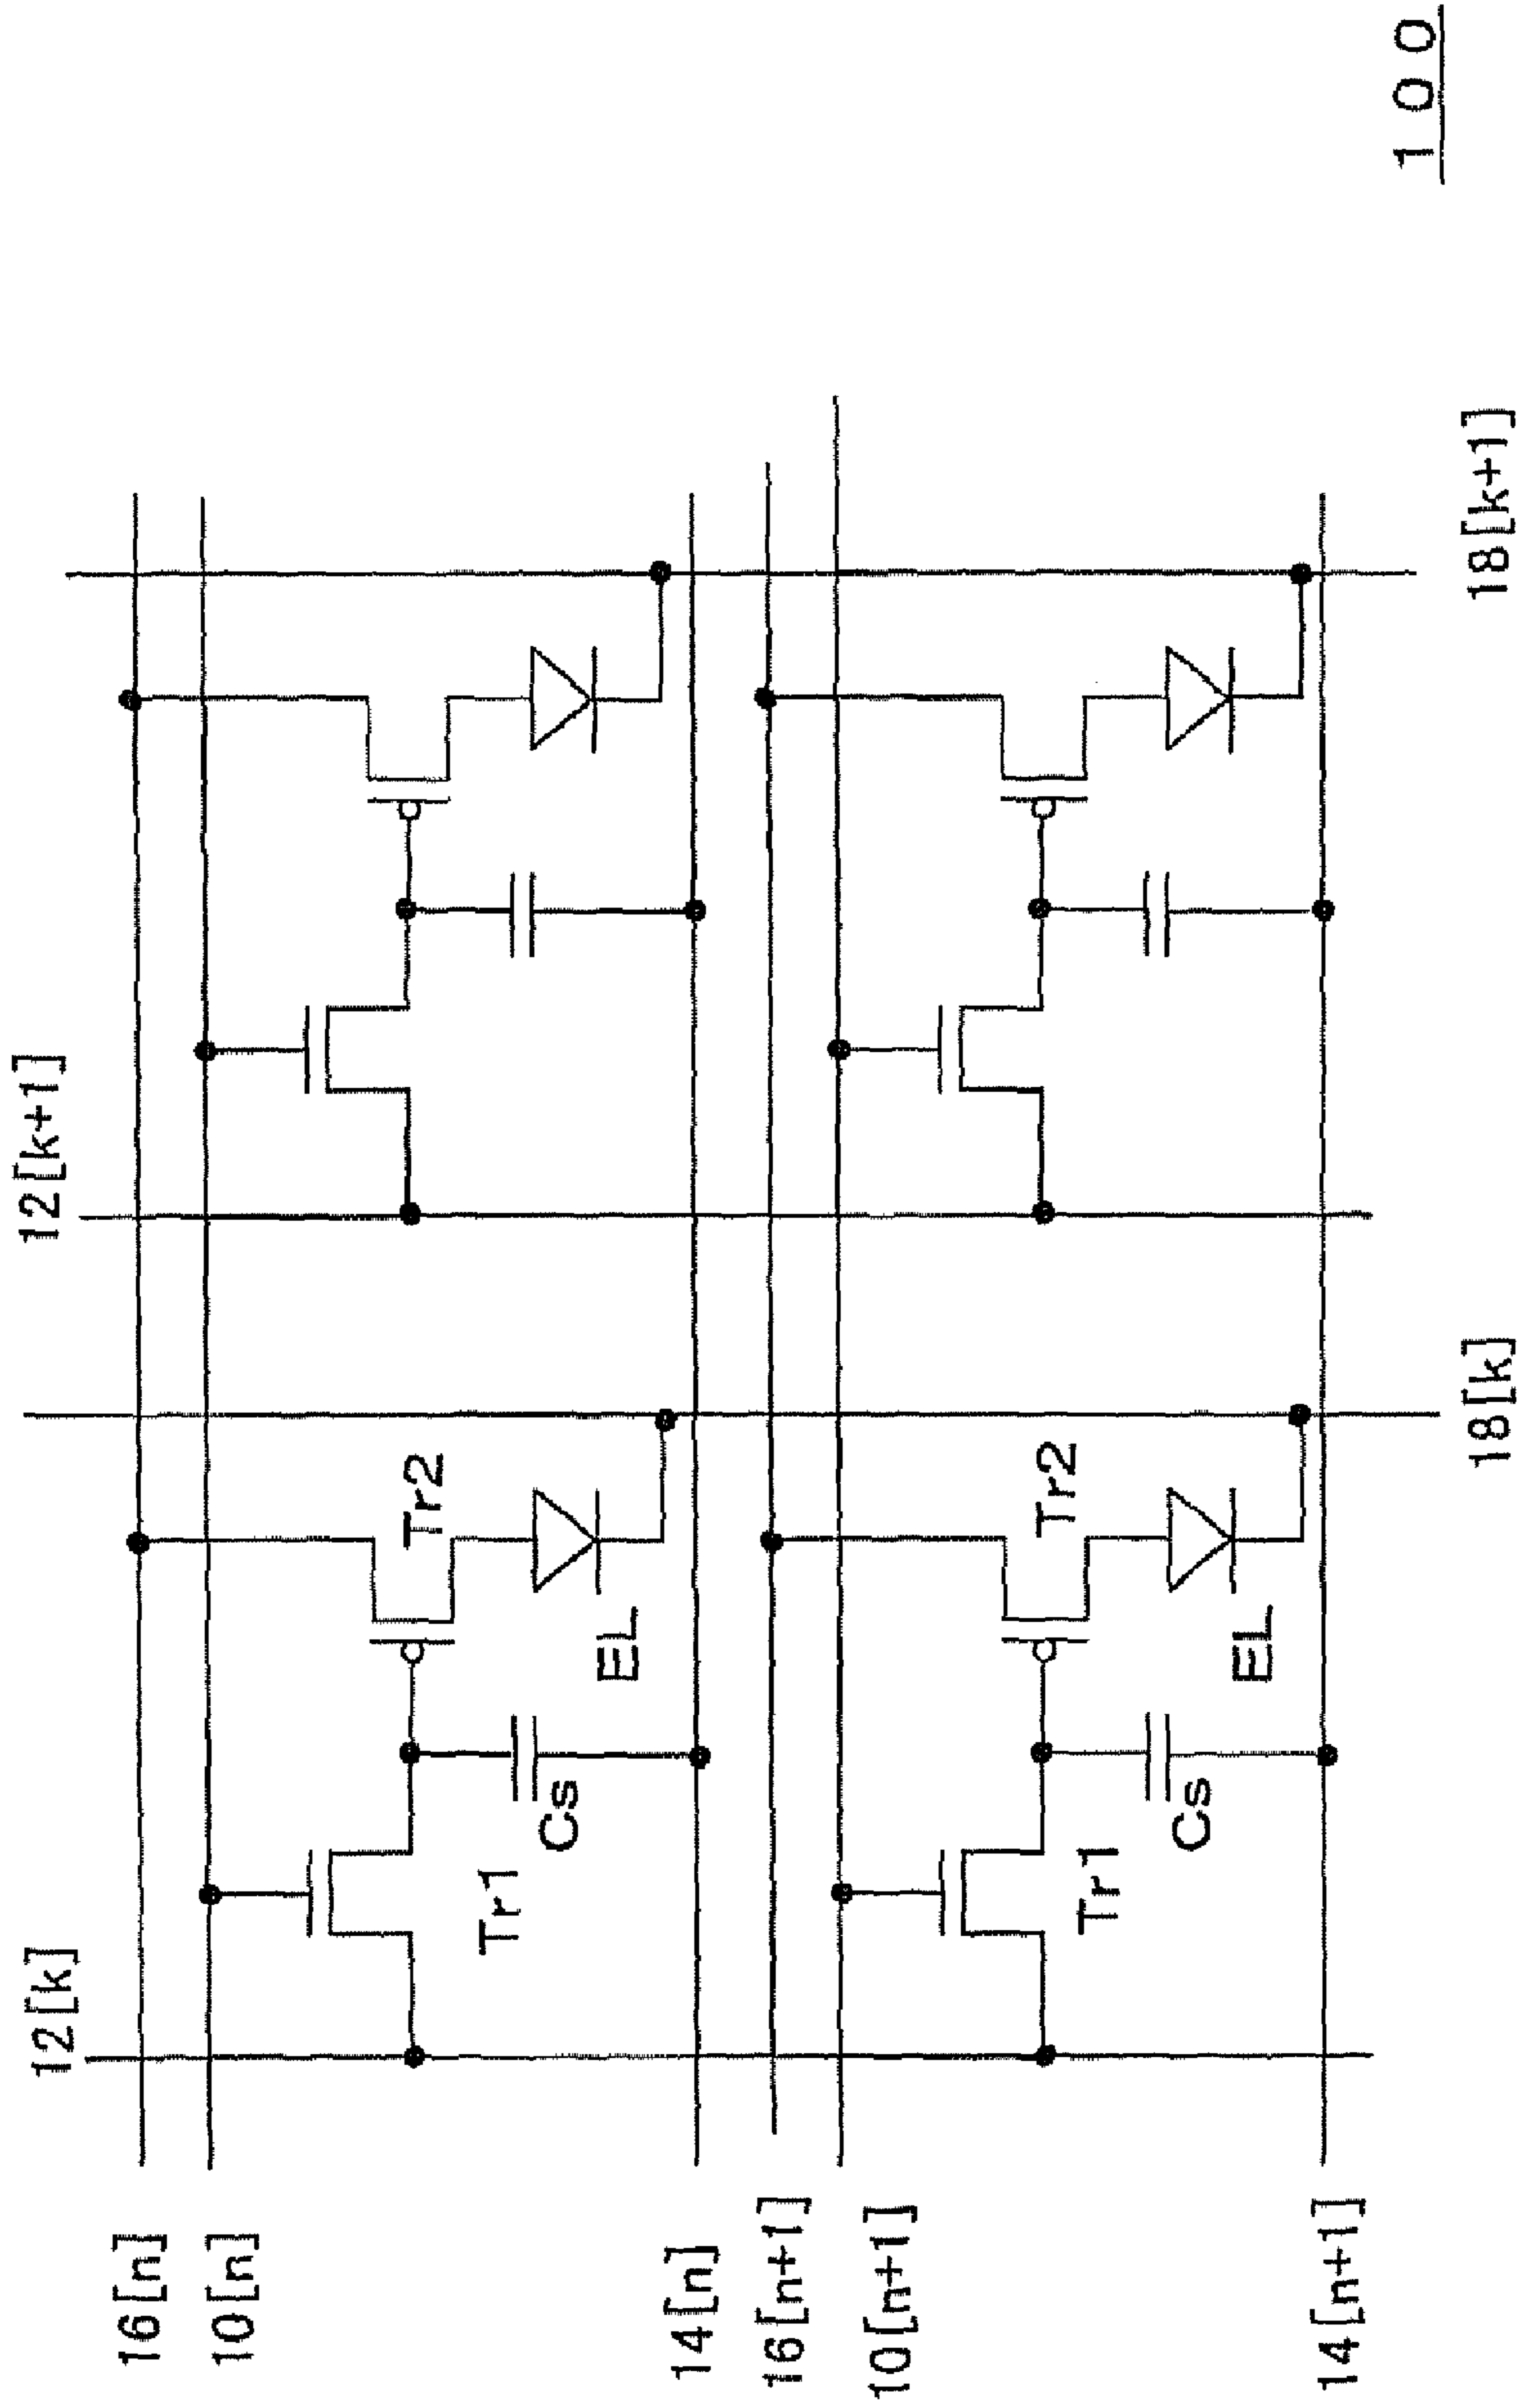 12[k]
12[k+1]
16[n]
10[n]
Tr2
Tr1
Cs
EL
14[n]
16[n+1]
10[n+1]
Tr2
Tr1
Cs
EL
14[n+1]
18[k]
18[k+1]
100